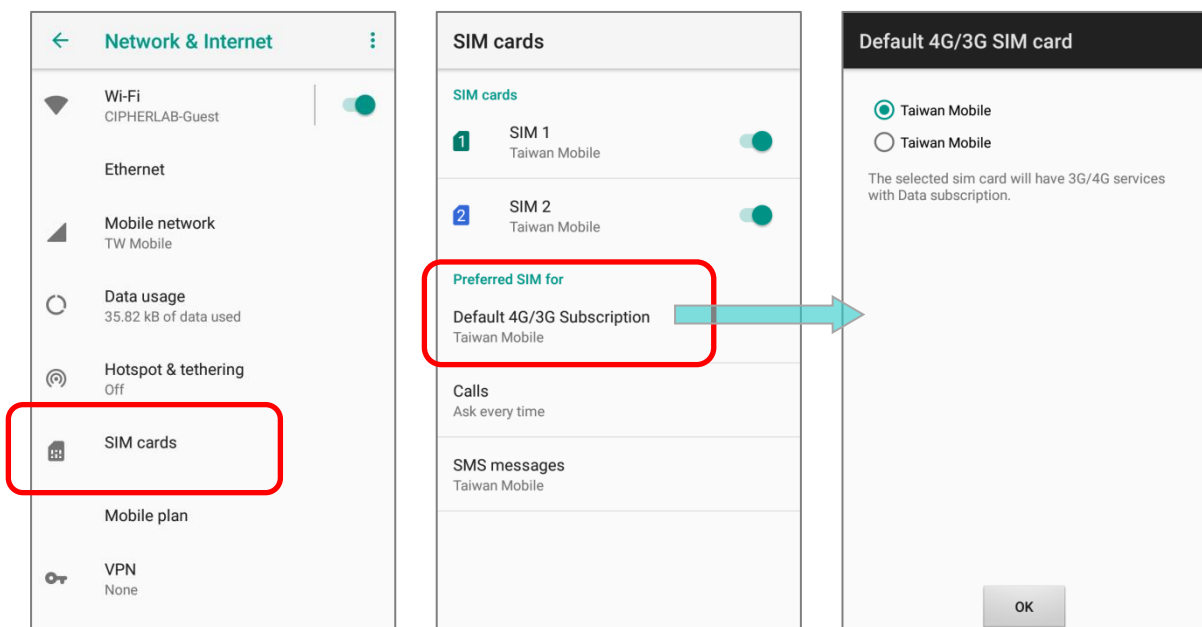 Network & Internet
Wi-Fi
CIPHERLAB-Guest
Ethernet
Mobile network
TW Mobile
Data usage
35.82 kB of data used
Hotspot & tethering
Off
SIM cards
Mobile plan
VPN
None
SIM cards
SIM cards
1
SIM 1
Taiwan Mobile
2
SIM 2
Taiwan Mobile
Preferred SIM for
Default 4G/3G Subscription
Taiwan Mobile
Calls
Ask every time
SMS messages
Taiwan Mobile
Default 4G/3G SIM card
Taiwan Mobile
Taiwan Mobile
The selected sim card will have 3G/4G services
with Data subscription.
OK